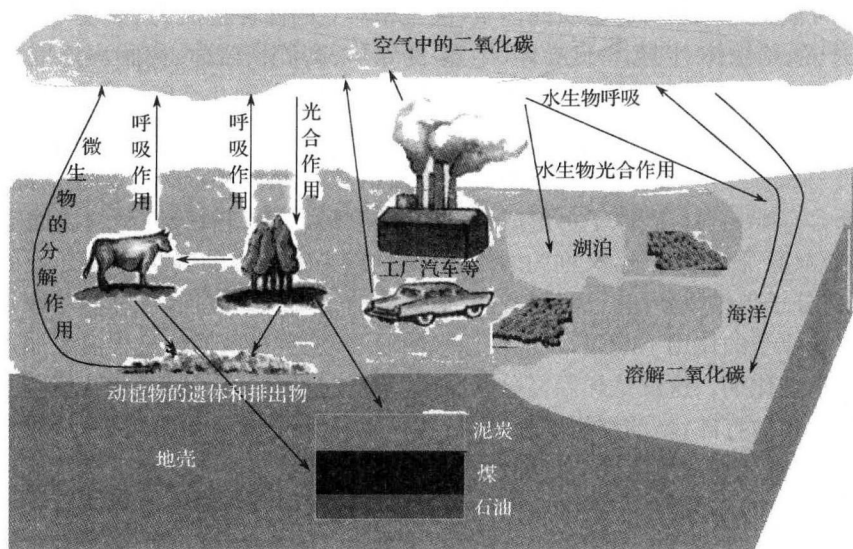 空气中的二氧化碳
水生物呼吸
呼吸作用
呼吸作用
光合作用
微生物的分解作用
水生物光合作用
湖泊
工厂汽车等
海洋
溶解二氧化碳
动植物的遗体和排出物
泥炭
地壳
煤
石油